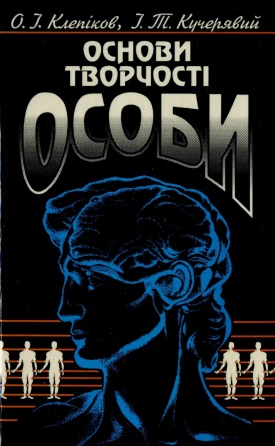 О. І. Клепіков, І. Т. Кучерявий
ОСНОВИ
ТВОРЧОСТІ
ОСОБИ